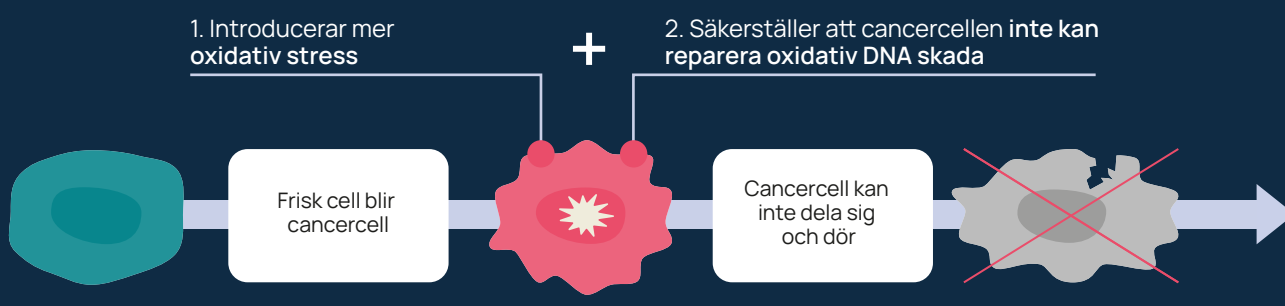 1. Introducerar mer
oxidativ stress
+
2. Säkerställer att cancercellen inte kan
reparera oxidativ DNA skada
Frisk cell blir
cancercell
Cancercell kan
inte dela sig
och dör